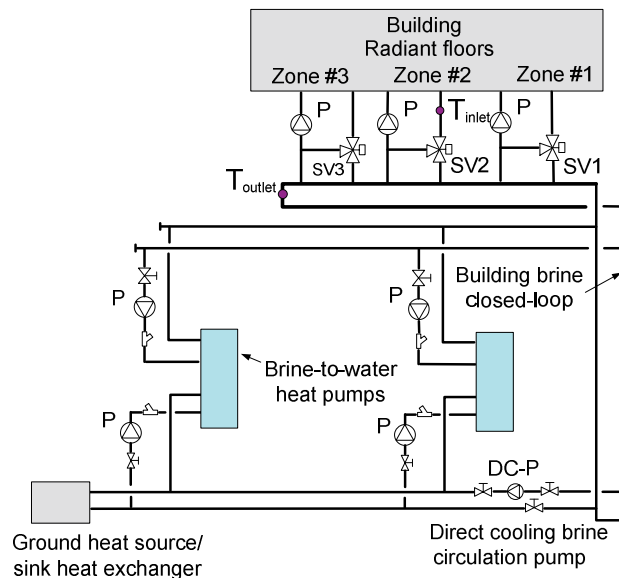 Building
Radiant floors
Zone #3 Zone #2 Zone #1
P P T inlet P
SV3 SV2 SV1
T outlet
P P
Building brine
closed-loop
Brine-to-water
heat pumps
P P
DC-P
Ground heat source/
sink heat exchanger
Direct cooling brine
circulation pump